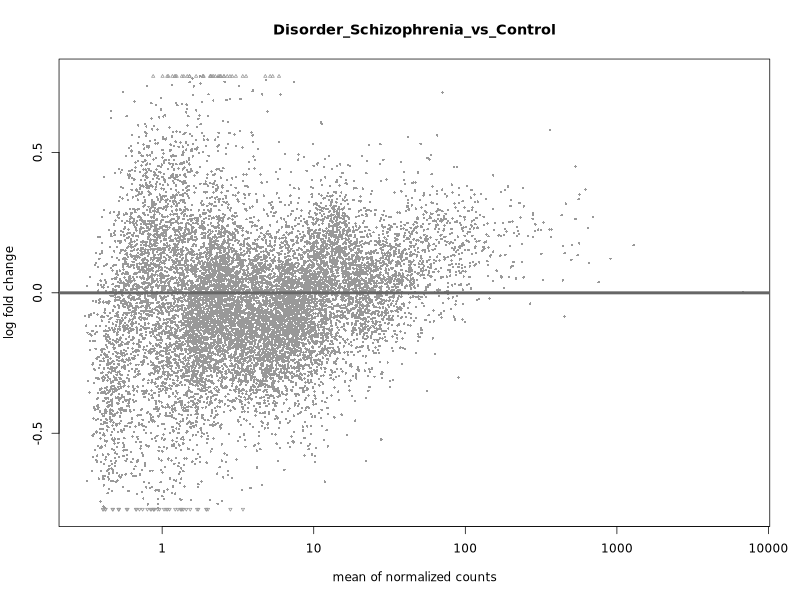 Disorder_Schizophrenia_vs_Control
log fold change
0.5
0.0
-0.5
1
10
100
1000
10000
mean of normalized counts